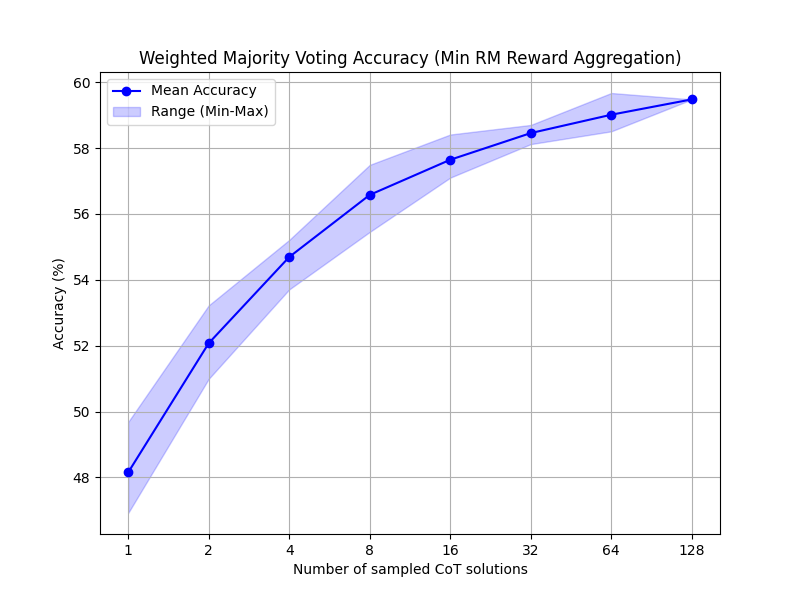 Weighted Majority Voting Accuracy (Min RM Reward Aggregation)
Mean Accuracy
Range (Min-Max)
Accuracy (%)
60
58
56
54
52
50
48
1 2 4 8 16 32 64 128
Number of sampled CoT solutions